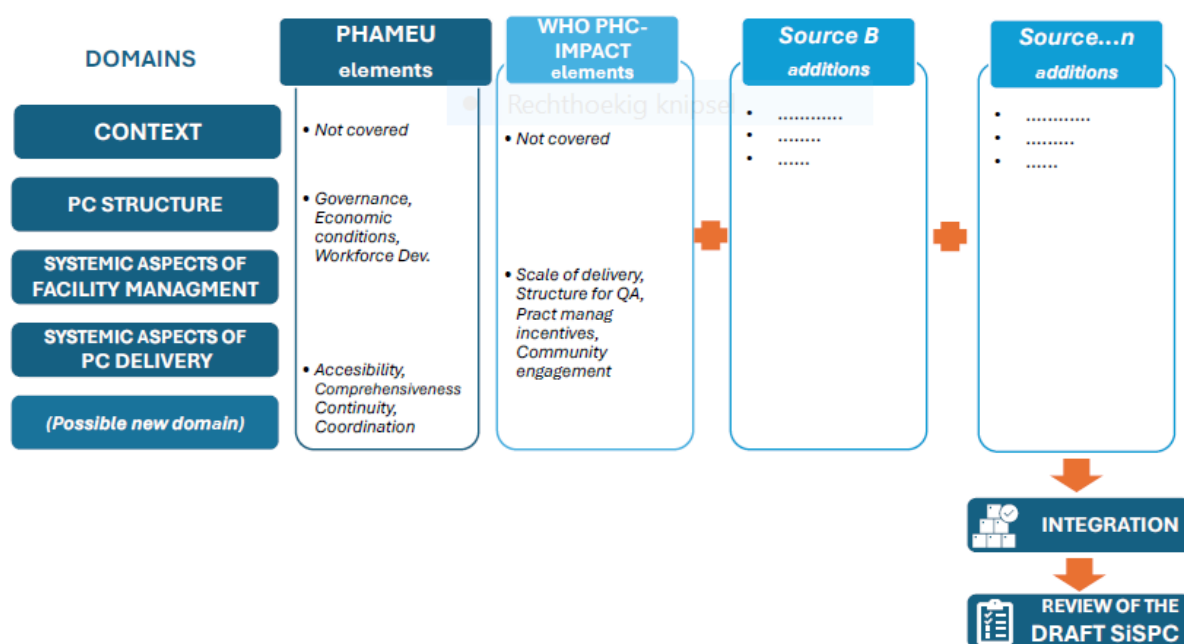 DOMAINS
CONTEXT
PC STRUCTURE
SYSTEMIC ASPECTS OF
FACILITY MANAGMENT
SYSTEMIC ASPECTS OF
PC DELIVERY
(Possible new domain)
PHAMEU
elements
• Not covered
• Governance,
Economic
conditions,
Workforce Dev.
• Accesibility,
Comprehensiveness
Continuity,
Coordination
WHO PHC-
IMPACT
elements
Rechthoekig knipsel
• Not covered
• Scale of delivery,
Structure for QA,
Pract manag
incentives,
Community
engagement
Source B
additions
• ............
• ........
• ......
Source...n
additions
• ............
• .........
• ......
INTEGRATION
REVIEW OF THE
DRAFT SiSPC